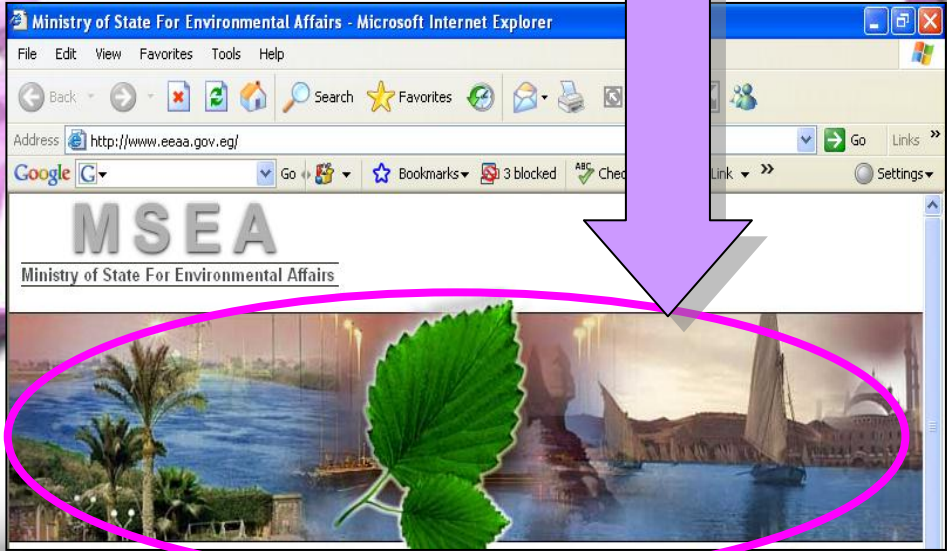 Ministry of State For Environmental Affairs - Microsoft Internet Explorer
File Edit View Favorites Tools Help
Back Search Favorites
Address http://www.eeaa.gov.eg/ Go Links »
Google G Go Bookmarks 3 blocked ABC Chec Link » Settings
MSEA
Ministry of State For Environmental Affairs